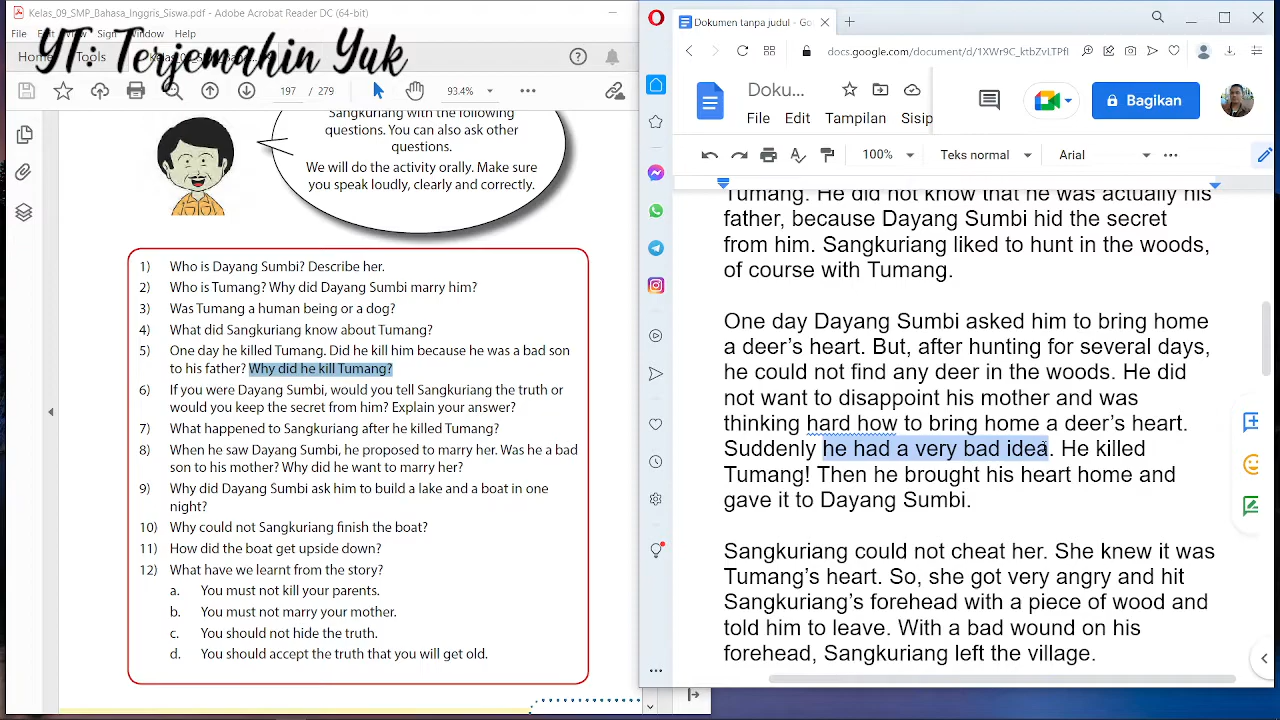 Kelas_09_SMP_Bahasa_Inggris_Siswa.pdf - Adobe Acrobat Reader DC (64-bit)
File Edit View Sign Window Help
YT: Terjemahin Yuk
Home Tools
197 / 279
93.4%
Sangkuriang with the following
questions. You can also ask other
questions.
We will do the activity orally. Make sure
you speak loudly, clearly and correctly.
1) Who is Dayang Sumbi? Describe her.
2) Who is Tumang? Why did Dayang Sumbi marry him?
3) Was Tumang a human being or a dog?
4) What did Sangkuriang know about Tumang?
5) One day he killed Tumang. Did he kill him because he was a bad son
to his father? Why did he kill Tumang?
6) If you were Dayang Sumbi, would you tell Sangkuriang the truth or
would you keep the secret from him? Explain your answer?
7) What happened to Sangkuriang after he killed Tumang?
8) When he saw Dayang Sumbi, he proposed to marry her. Was he a bad
son to his mother? Why did he want to marry her?
9) Why did Dayang Sumbi ask him to build a lake and a boat in one
night?
10) Why could not Sangkuriang finish the boat?
11) How did the boat get upside down?
12) What have we learnt from the story?
a. You must not kill your parents.
b. You must not marry your mother.
c. You should not hide the truth.
d. You should accept the truth that you will get old.
Dokumen tanpa judul - Go
docs.google.com/document/d/1XWr9C_ktbZvLTPfl
Doku...
File Edit Tampilan Sisip
Bagikan
100% Teks normal Arial
Tumang. He did not know that he was actually his
father, because Dayang Sumbi hid the secret
from him. Sangkuriang liked to hunt in the woods,
of course with Tumang.
One day Dayang Sumbi asked him to bring home
a deer’s heart. But, after hunting for several days,
he could not find any deer in the woods. He did
not want to disappoint his mother and was
thinking hard how to bring home a deer’s heart.
Suddenly he had a very bad idea. He killed
Tumang! Then he brought his heart home and
gave it to Dayang Sumbi.
Sangkuriang could not cheat her. She knew it was
Tumang’s heart. So, she got very angry and hit
Sangkuriang’s forehead with a piece of wood and
told him to leave. With a bad wound on his
forehead, Sangkuriang left the village.